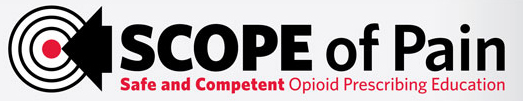 SCOPE of Pain
Safe and Competent Opioid Prescribing Education